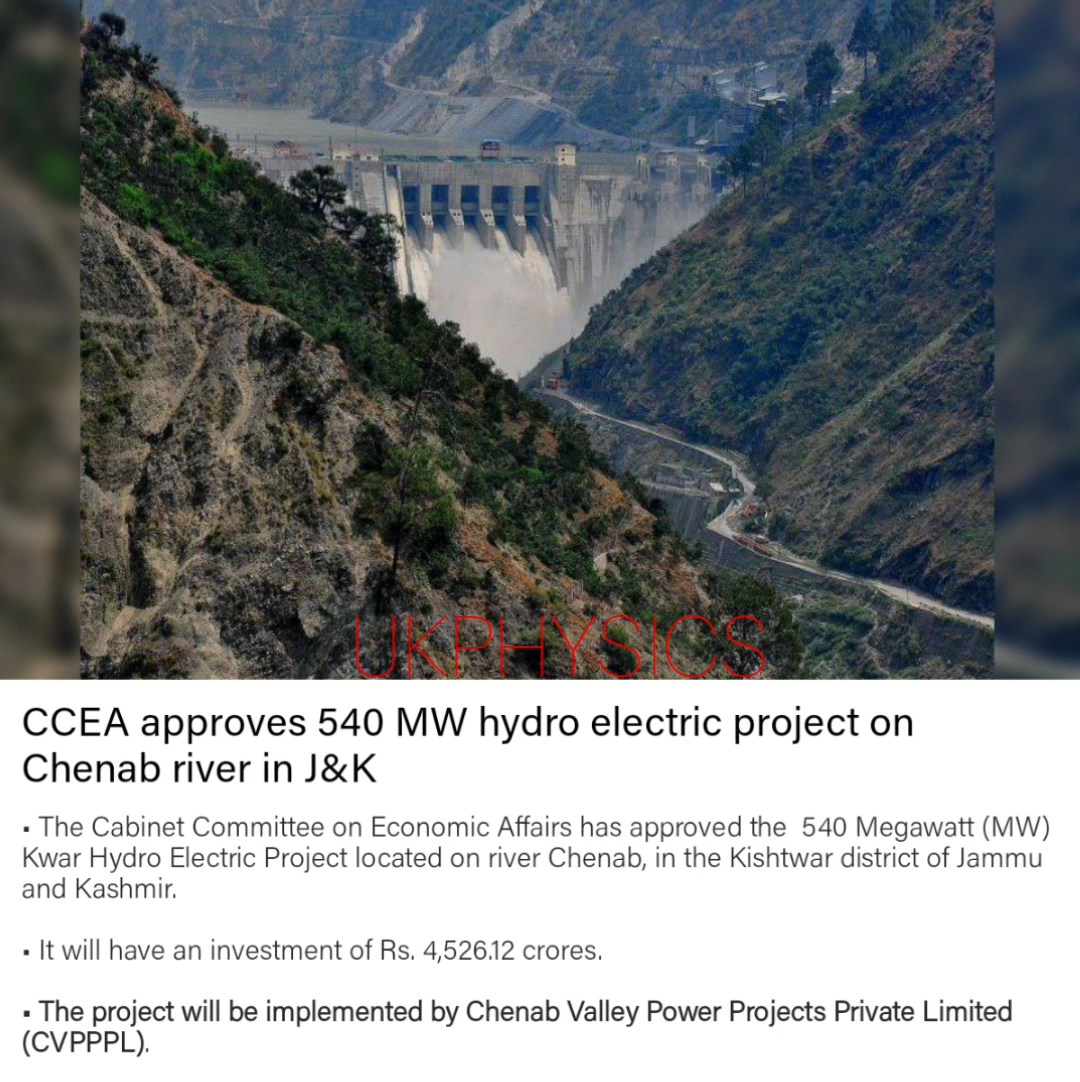 UKPHYSICS
CCEA approves 540 MW hydro electric project on
Chenab river in J&K
▪ The Cabinet Committee on Economic Affairs has approved the  540 Megawatt (MW)
Kwar Hydro Electric Project located on river Chenab, in the Kishtwar district of Jammu
and Kashmir.
▪ It will have an investment of Rs. 4,526.12 crores.
▪ The project will be implemented by Chenab Valley Power Projects Private Limited
(CVPPPL).